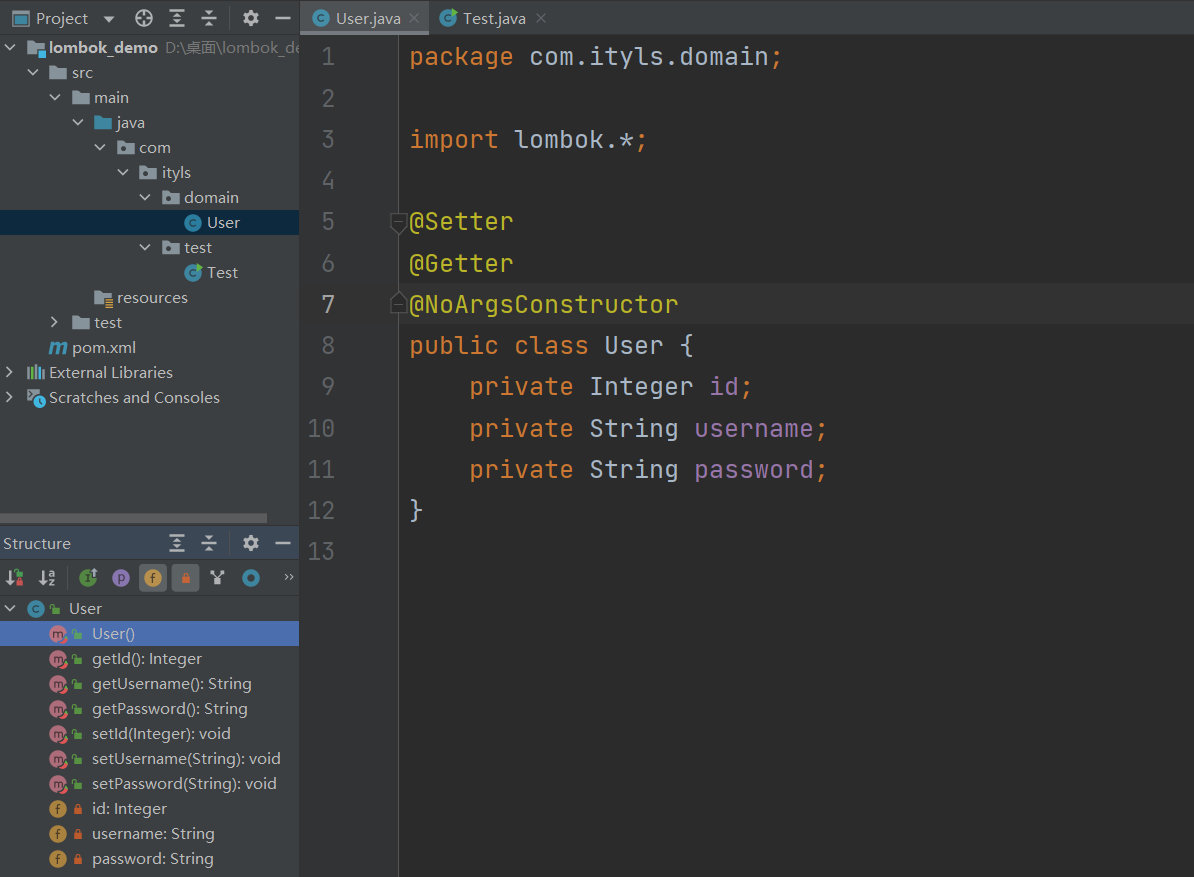 Project
lombok_demo D:\桌面\lombok_de
src
main
java
com
ityls
domain
User
test
Test
resources
test
pom.xml
External Libraries
Scratches and Consoles
Structure
User
User()
getId(): Integer
getUsername(): String
getPassword(): String
setId(Integer): void
setUsername(String): void
setPassword(String): void
id: Integer
username: String
password: String
User.java Test.java
1 package com.ityls.domain;
2
3 import lombok.*;
4
5 @Setter
6 @Getter
7 @NoArgsConstructor
8 public class User {
9 private Integer id;
10 private String username;
11 private String password;
12 }
13